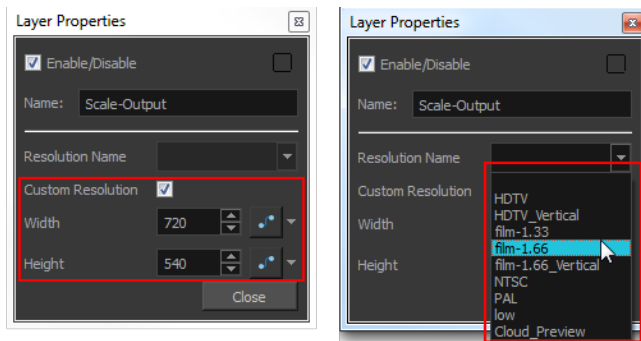 Layer Properties
Enable/Disable
Name: Scale-Output
Resolution Name
Custom Resolution
Width 720
Height 540
Close
Layer Properties
Enable/Disable
Name: Scale-Output
Resolution Name
Custom Resolution
Width
Height
HDTV
HDTV_Vertical
film-1.33
film-1.66
film-1.66_Vertical
NTSC
PAL
low
Cloud_Preview